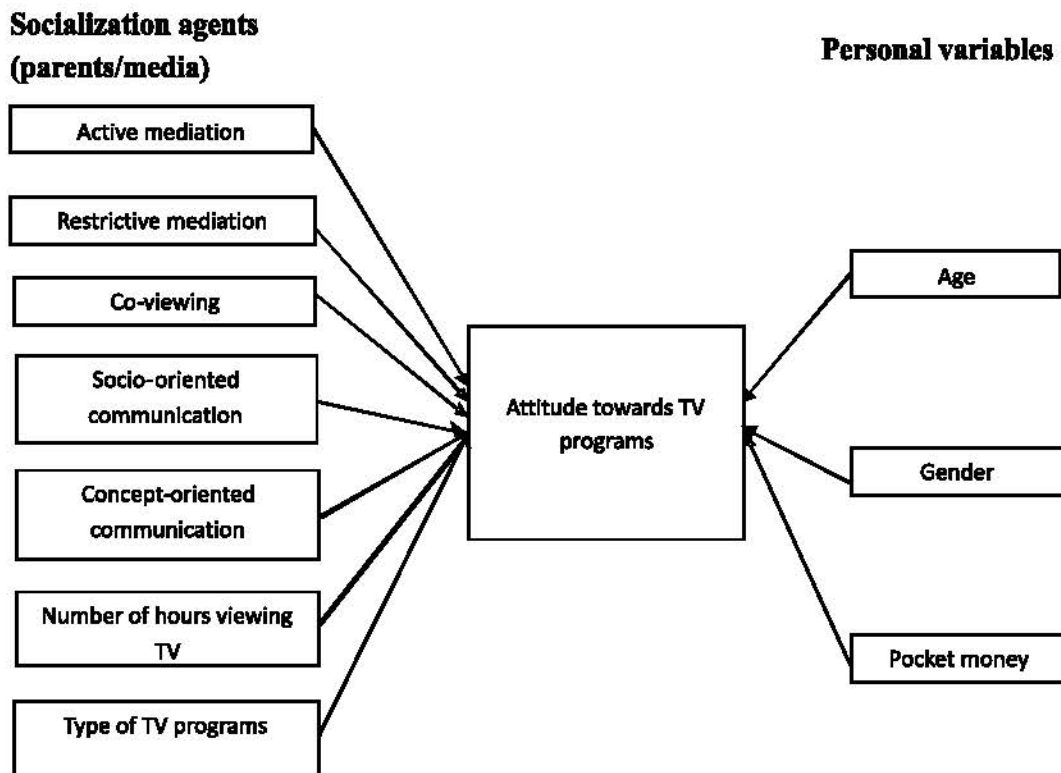 Socialization agents
(parents/media)
Personal variables
Active mediation
Restrictive mediation
Co-viewing
Socio-oriented
communication
Concept-oriented
communication
Number of hours viewing
TV
Type of TV programs
Attitude towards TV
programs
Age
Gender
Pocket money